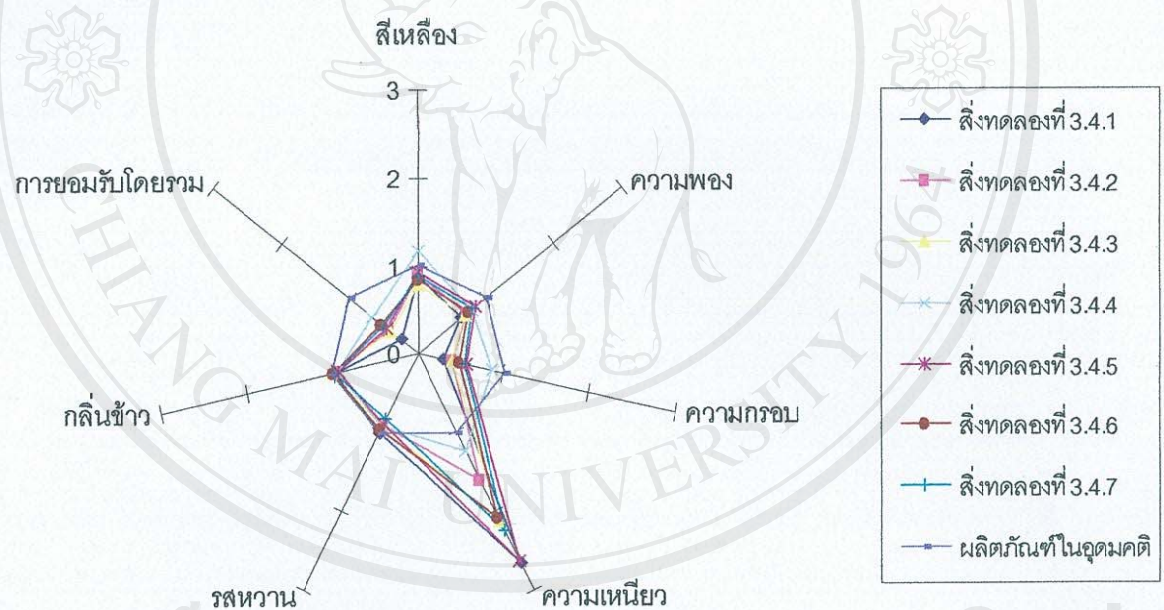 สีเหลือง
3
2
1
0
ความพอง
ความกรอบ
ความเหนียว
รสหวาน
กลิ่นข้าว
การยอมรับโดยรวม
สิ่งทดลองที่ 3.4.1
สิ่งทดลองที่ 3.4.2
สิ่งทดลองที่ 3.4.3
สิ่งทดลองที่ 3.4.4
สิ่งทดลองที่ 3.4.5
สิ่งทดลองที่ 3.4.6
สิ่งทดลองที่ 3.4.7
ผลิตภัณฑ์ในอุดมคติ
CHIANG MAI UNIVERSITY 1964